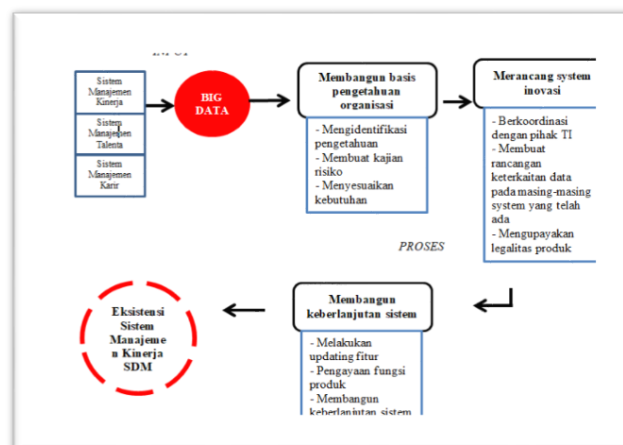 INPUT
Sistem
Manajemen
Kinerja
Sistem
Manajemen
Talenta
Sistem
Manajemen
Karir
BIG
DATA
Membangun basis
pengetahuan
organisasi
- Mengidentifikasi
pengetahuan
- Membuat kajian
risiko
- Menyesuaikan
kebutuhan
Merancang system
inovasi
- Berkoordinasi
dengan pihak TI
- Membuat
rancangan
keterkaitan data
pada masing-masing
system yang telah
ada
- Mengupayakan
legalitas produk
PROSES
Membangun
keberlanjutan sistem
- Melakukan
updating fitur
- Pengayaan fungsi
produk
- Membangun
keberlanjutan sistem
Eksistensi
Sistem
Manajeme
n Kinerja
SDM